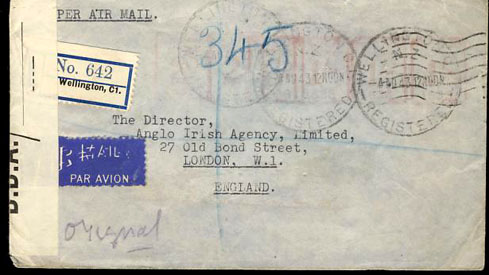 PER AIR MAIL.
345
No. 642
Wellington, C1.
WELLINGTON
REGISTERED
WELLINGTON
REGISTERED
The Director,
Anglo Irish Agency, Limited,
27 Old Bond Street,
LONDON, W.1.
ENGLAND.
AIR MAIL
PAR AVION
Original